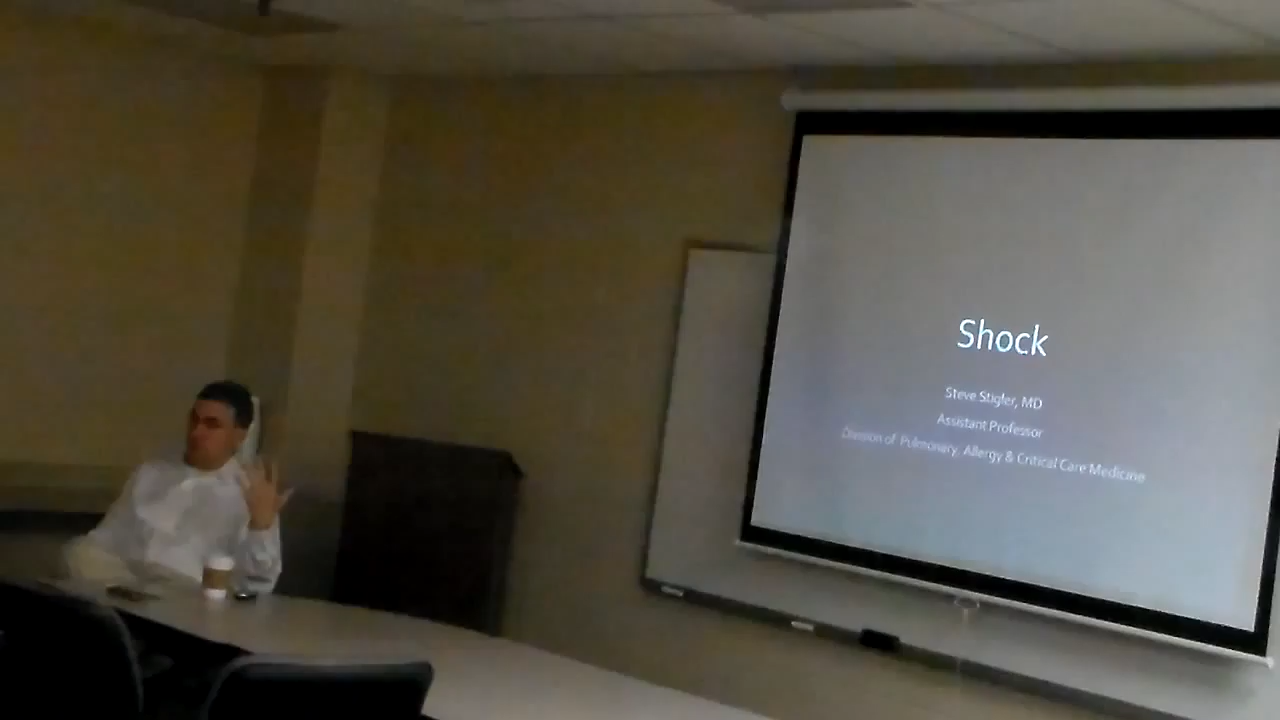 Shock
Steve Stigler, MD
Assistant Professor
Division of Pulmonary, Allergy & Critical Care Medicine